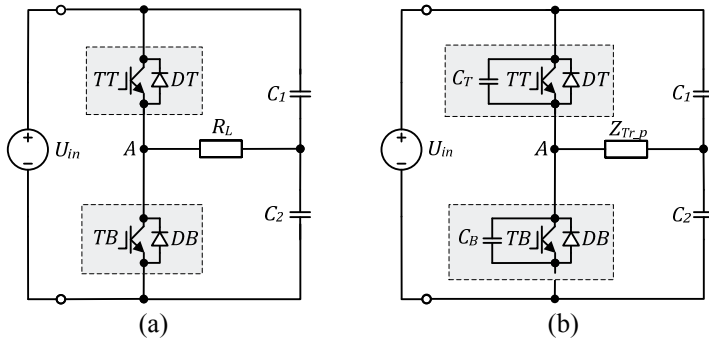 TT
DT
C1
RL
A
Uin
C2
TB
DB
(a)
CT
TT
DT
C1
ZTr_p
A
Uin
C2
CB
TB
DB
(b)